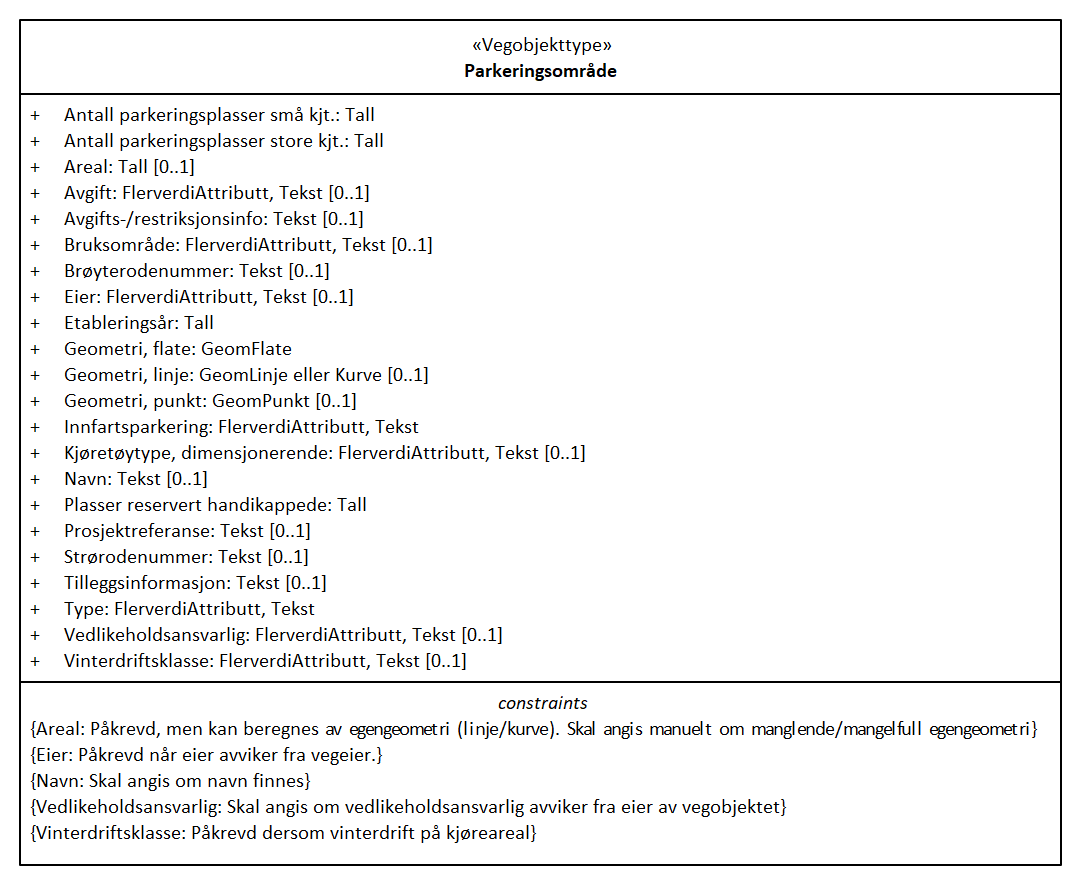 «Vegobjekttype»
Parkeringsområde
+ Antall parkeringsplasser små kjt.: Tall
+ Antall parkeringsplasser store kjt.: Tall
+ Areal: Tall [0..1]
+ Avgift: FlerverdiAttributt, Tekst [0..1]
+ Avgifts-/restriksjonsinfo: Tekst [0..1]
+ Bruksområde: FlerverdiAttributt, Tekst [0..1]
+ Brøyterodenummer: Tekst [0..1]
+ Eier: FlerverdiAttributt, Tekst [0..1]
+ Etableringsår: Tall
+ Geometri, flate: GeomFlate
+ Geometri, linje: GeomLinje eller Kurve [0..1]
+ Geometri, punkt: GeomPunkt [0..1]
+ Innfartsparkering: FlerverdiAttributt, Tekst
+ Kjøretøytype, dimensjonerende: FlerverdiAttributt, Tekst [0..1]
+ Navn: Tekst [0..1]
+ Plasser reservert handikappede: Tall
+ Prosjektreferanse: Tekst [0..1]
+ Strørodenummer: Tekst [0..1]
+ Tilleggsinformasjon: Tekst [0..1]
+ Type: FlerverdiAttributt, Tekst
+ Vedlikeholdsansvarlig: FlerverdiAttributt, Tekst [0..1]
+ Vinterdriftsklasse: FlerverdiAttributt, Tekst [0..1]
constraints
{Areal: Påkrevd, men kan beregnes av egengeometri (linje/kurve). Skal angis manuelt om manglende/mangelfull egengeometri}
{Eier: Påkrevd når eier avviker fra vegeier.}
{Navn: Skal angis om navn finnes}
{Vedlikeholdsansvarlig: Skal angis om vedlikeholdsansvarlig avviker fra eier av vegobjektet}
{Vinterdriftsklasse: Påkrevd dersom vinterdrift på kjøreareal}